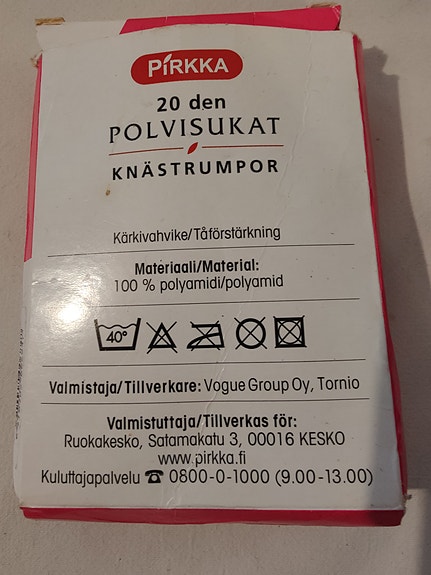 PiRKKA
20 den
POLVISUKAT
KNÄSTRUMPOR
Kärkivahvike/Tåförstärkning
Materiaali/Material:
100 % polyamidi/polyamid
40°
Valmistaja/Tillverkare: Vogue Group Oy, Tornio
Valmistuttaja/Tillverkas för:
Ruokakesko, Satamakatu 3, 00016 KESKO
www.pirkka.fi
Kuluttajapalvelu ☎ 0800-0-1000 (9.00-13.00)